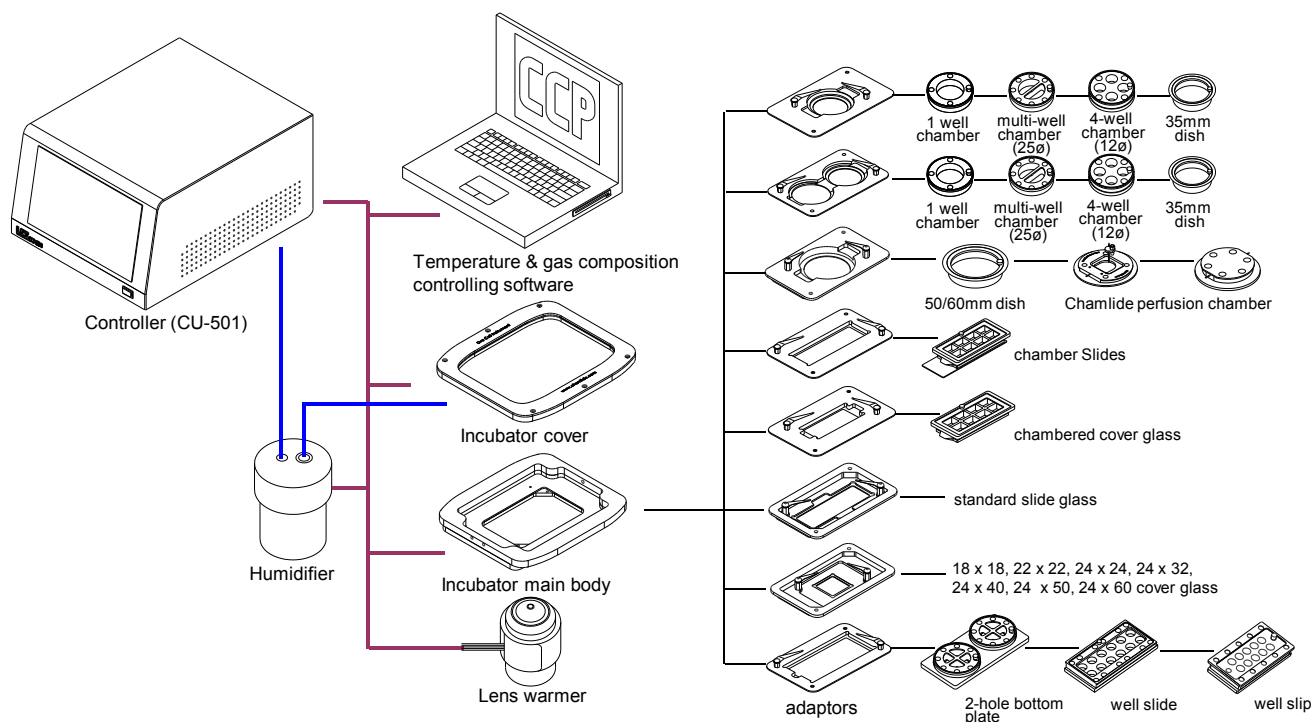 CCP
Controller (CU-501)
Temperature & gas composition
controlling software
Incubator cover
Humidifier
Incubator main body
Lens warmer
1 well
chamber
multi-well
chamber
(25ø)
4-well
chamber
(12ø)
35mm
dish
1 well
chamber
multi-well
chamber
(25ø)
4-well
chamber
(12ø)
35mm
dish
50/60mm dish
Chamlide perfusion chamber
chamber Slides
chambered cover glass
standard slide glass
18 x 18, 22 x 22, 24 x 24, 24 x 32,
24 x 40, 24 x 50, 24 x 60 cover glass
adaptors
2-hole bottom
plate
well slide
well slip